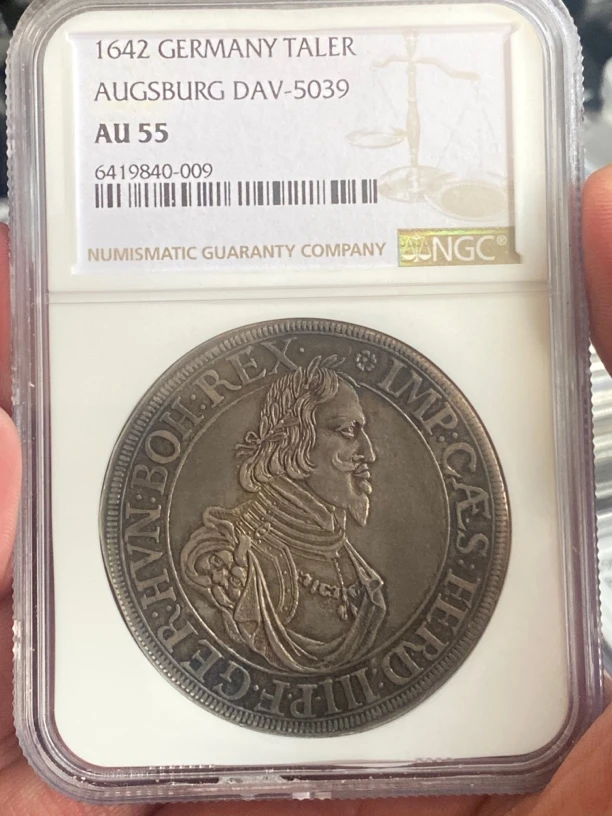 1642 GERMANY TALER
AUGSBURG DAV-5039
AU 55
6419840-009
NUMISMATIC GUARANTY COMPANY NGC®
IMP:CÆS:FERD:III:P:F:GER:HVN:BOH:REX·